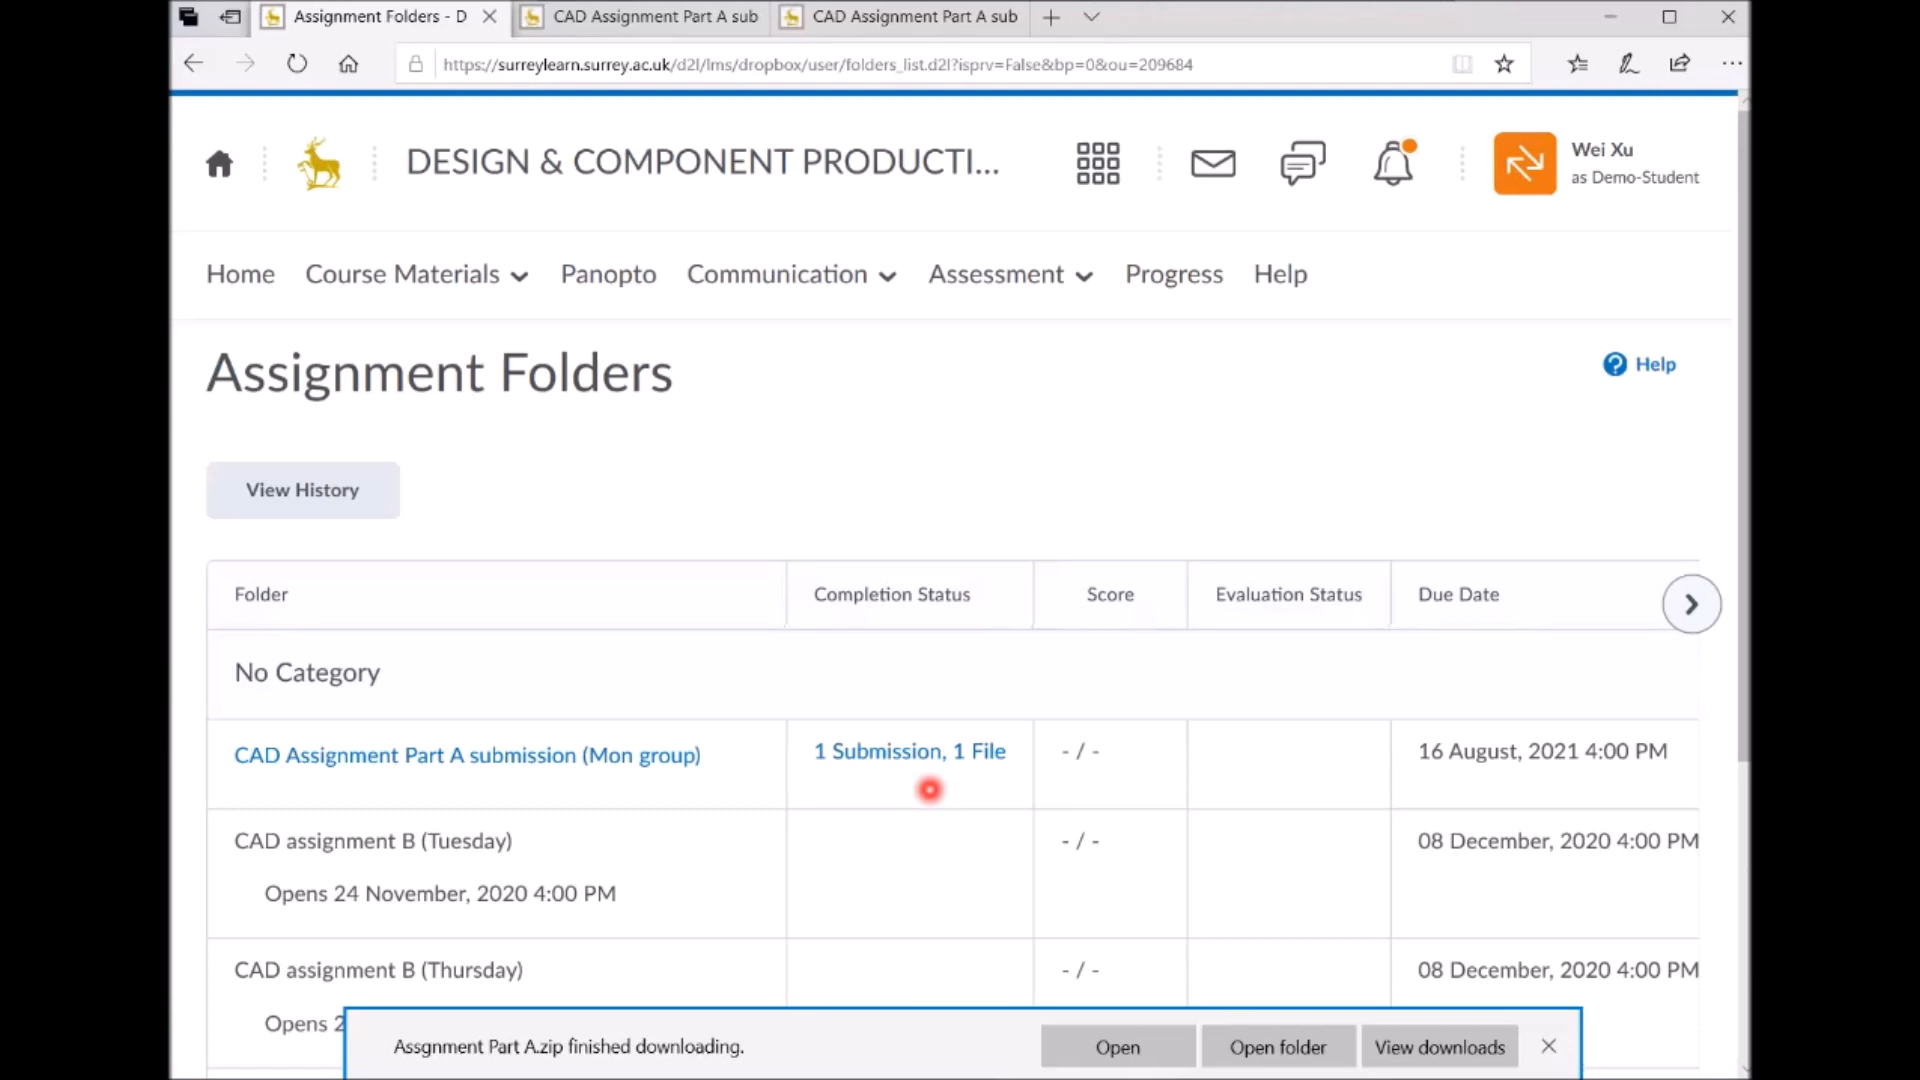 Assignment Folders - D
CAD Assignment Part A sub
CAD Assignment Part A sub
https://surreylearn.surrey.ac.uk/d2l/lms/dropbox/user/folders_list.d2l?isprv=False&bp=0&ou=209684
DESIGN & COMPONENT PRODUCTI...
Wei Xu
as Demo-Student
Home Course Materials Panopto Communication Assessment Progress Help
Assignment Folders
Help
View History
Folder Completion Status Score Evaluation Status Due Date
No Category
CAD Assignment Part A submission (Mon group) 1 Submission, 1 File - / - 16 August, 2021 4:00 PM
CAD assignment B (Tuesday) - / - 08 December, 2020 4:00 PM
Opens 24 November, 2020 4:00 PM
CAD assignment B (Thursday) - / - 08 December, 2020 4:00 PM
Opens 2
Assgnment Part A.zip finished downloading. Open Open folder View downloads